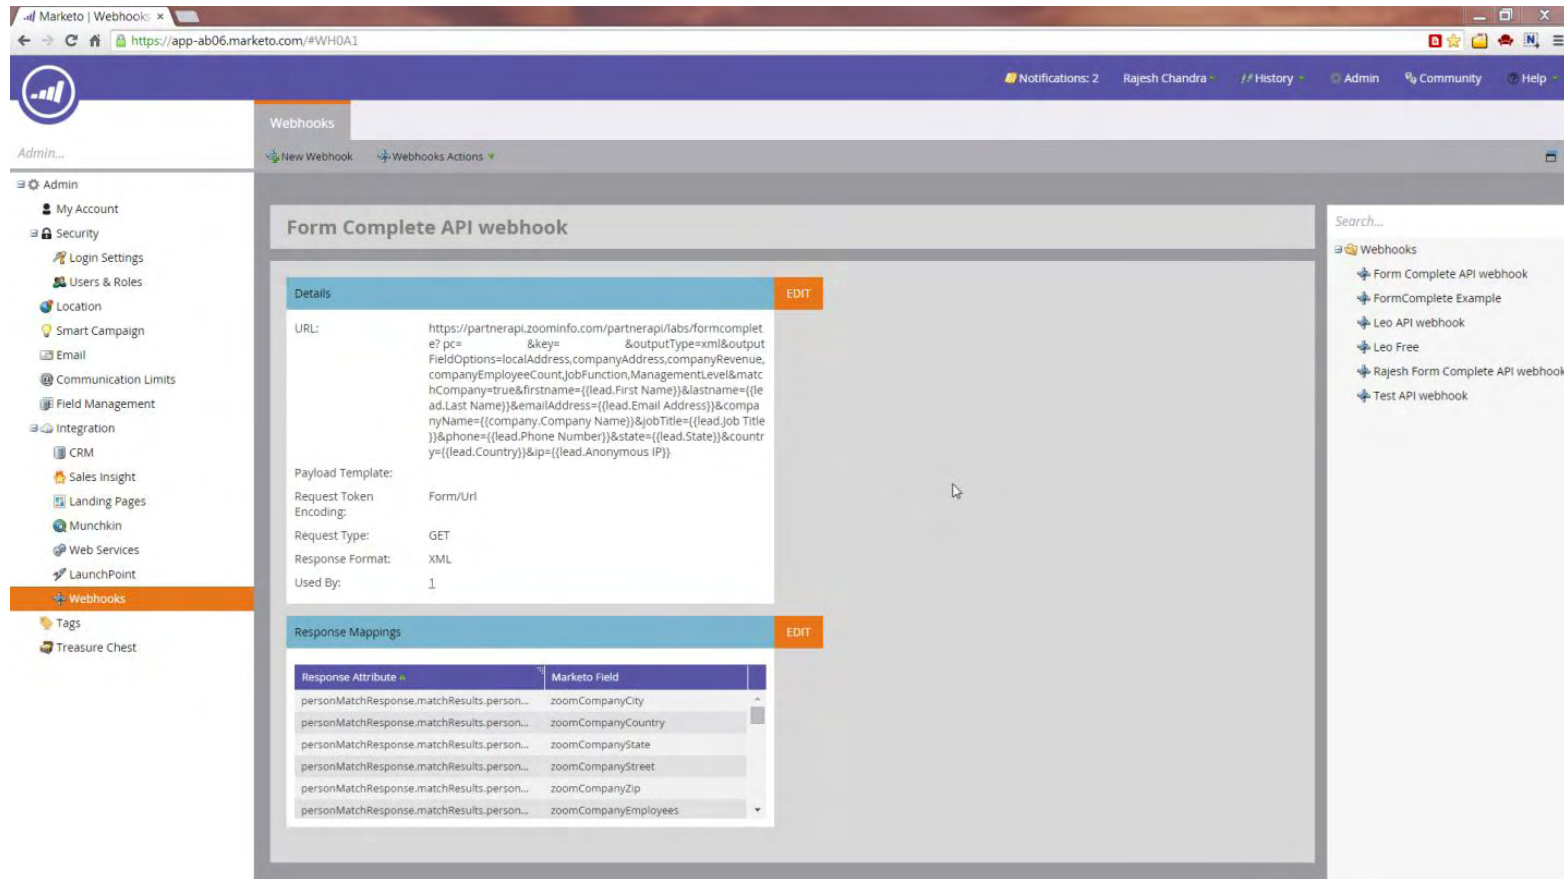 Marketo | Webhooks
https://app-ab06.marketo.com/#WH0A1
Notifications: 2 Rajesh Chandra History Admin Community Help
Webhooks
Admin...
New Webhook Webhooks Actions
Admin
My Account
Security
Login Settings
Users & Roles
Location
Smart Campaign
Email
Communication Limits
Field Management
Integration
CRM
Sales Insight
Landing Pages
Munchkin
Web Services
LaunchPoint
Webhooks
Tags
Treasure Chest
Form Complete API webhook
Details EDIT
URL: https://partnerapi.zoominfo.com/partnerapi/labs/formcomplet
e? pc= &key= &outputType=xml&output
FieldOptions=localAddress,companyAddress,companyRevenue,
companyEmployeeCount,JobFunction,ManagementLevel&matc
hCompany=true&firstname={{lead.First Name}}&lastname={{le
ad.Last Name}}&emailAddress={{lead.Email Address}}&compa
nyName={{company.Company Name}}&jobTitle={{lead.Job Title
}}&phone={{lead.Phone Number}}&state={{lead.State}}&countr
y={{lead.Country}}&ip={{lead.Anonymous IP}}
Payload Template:
Request Token Form/Url
Encoding:
Request Type: GET
Response Format: XML
Used By: 1
Response Mappings EDIT
Response Attribute Marketo Field
personMatchResponse.matchResults.person... zoomCompanyCity
personMatchResponse.matchResults.person... zoomCompanyCountry
personMatchResponse.matchResults.person... zoomCompanyState
personMatchResponse.matchResults.person... zoomCompanyStreet
personMatchResponse.matchResults.person... zoomCompanyZip
personMatchResponse.matchResults.person... zoomCompanyEmployees
Search...
Webhooks
Form Complete API webhook
FormComplete Example
Leo API webhook
Leo Free
Rajesh Form Complete API webhook
Test API webhook